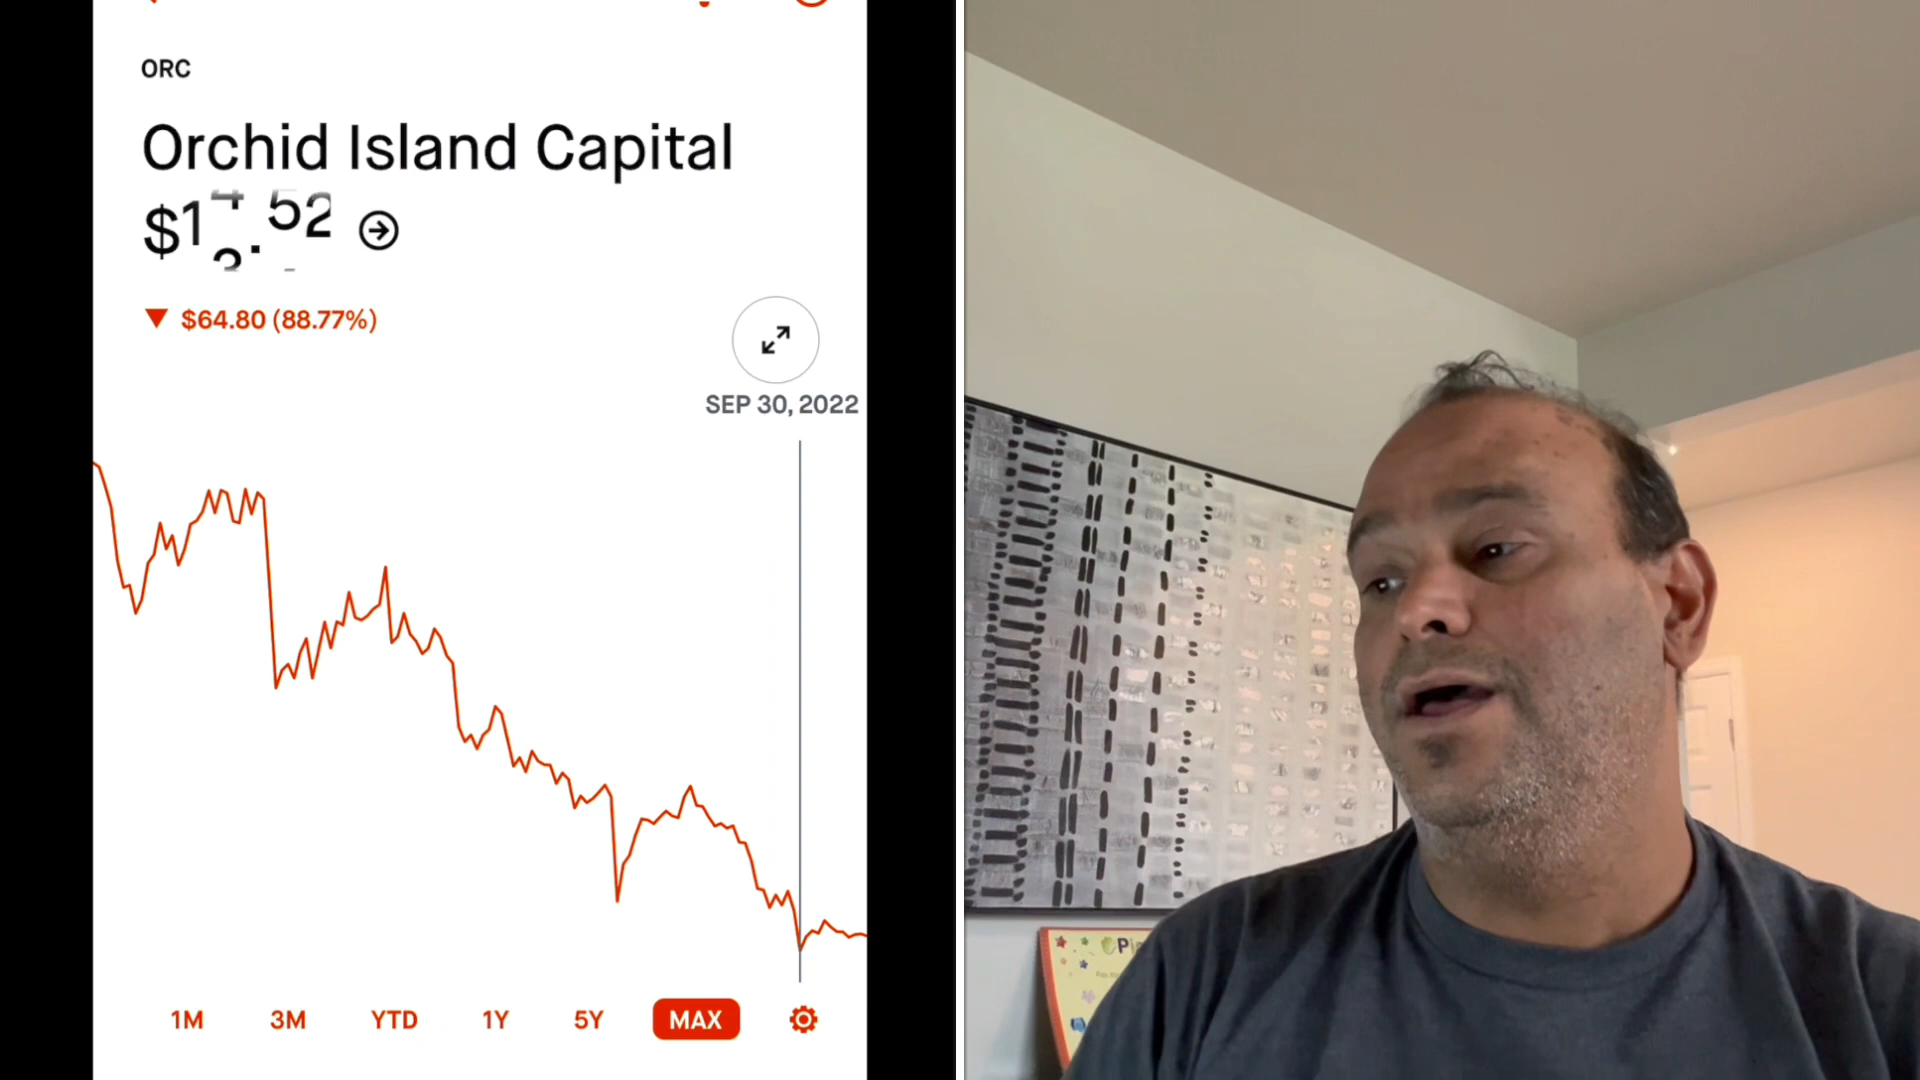 ORC
Orchid Island Capital
▼ $64.80 (88.77%)
SEP 30, 2022
1M 3M YTD 1Y 5Y MAX